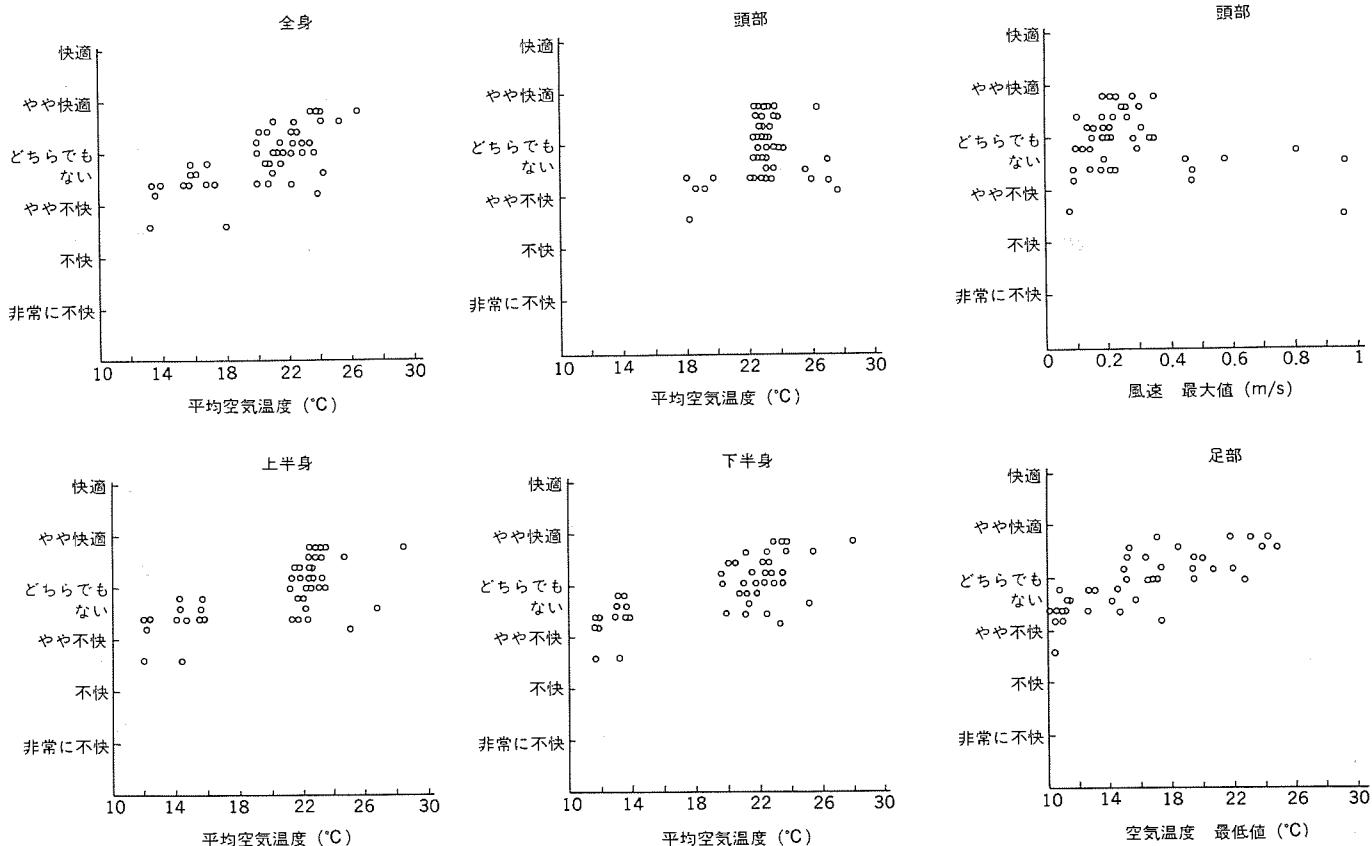 全身
快適
やや快適
どちらでも
ない
やや不快
不快
非常に不快
10 14 18 22 26 30
平均空気温度 (°C)
頭部
快適
やや快適
どちらでも
ない
やや不快
不快
非常に不快
10 14 18 22 26 30
平均空気温度 (°C)
頭部
快適
やや快適
どちらでも
ない
やや不快
不快
非常に不快
0 0.2 0.4 0.6 0.8 1
風速 最大値 (m/s)
上半身
快適
やや快適
どちらでも
ない
やや不快
不快
非常に不快
10 14 18 22 26 30
平均空気温度 (°C)
下半身
快適
やや快適
どちらでも
ない
やや不快
不快
非常に不快
10 14 18 22 26 30
平均空気温度 (°C)
足部
快適
やや快適
どちらでも
ない
やや不快
不快
非常に不快
10 14 18 22 26 30
空気温度 最低値 (°C)